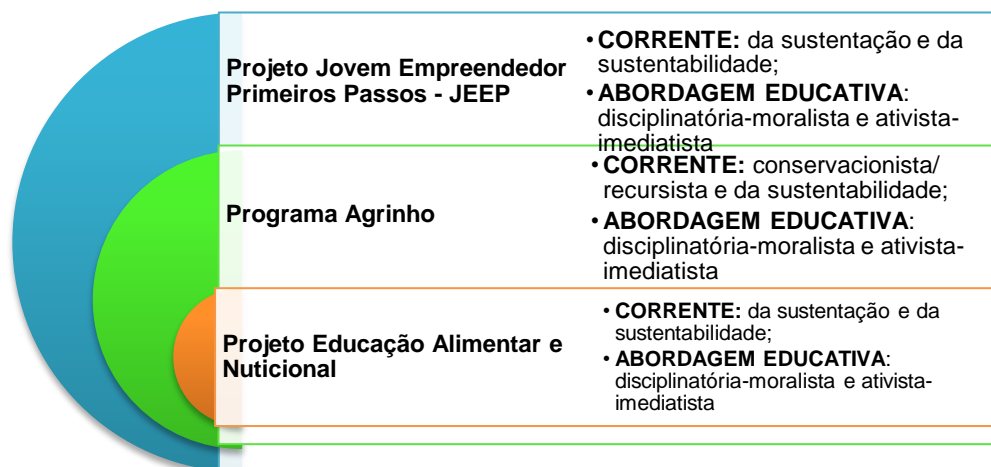 Projeto Jovem Empreendedor
Primeiros Passos - JEEP
• CORRENTE: da sustentação e da
sustentabilidade;
• ABORDAGEM EDUCATIVA:
disciplinatória-moralista e ativista-
imediatista
Programa Agrinho
• CORRENTE: conservacionista/
recursista e da sustentabilidade;
• ABORDAGEM EDUCATIVA:
disciplinatória-moralista e ativista-
imediatista
Projeto Educação Alimentar e
Nuticional
• CORRENTE: da sustentação e da
sustentabilidade;
• ABORDAGEM EDUCATIVA:
disciplinatória-moralista e ativista-
imediatista